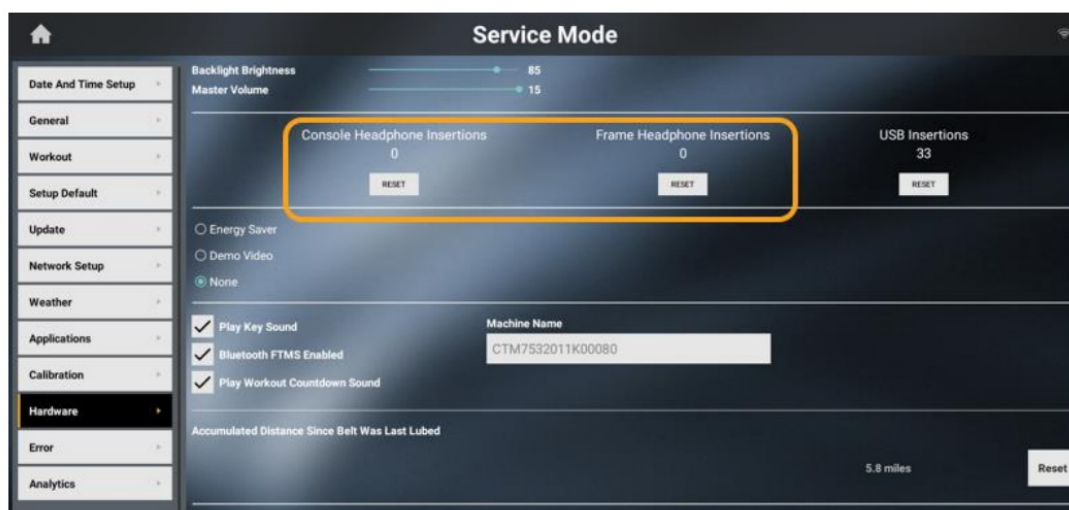 Service Mode
Date And Time Setup
General
Workout
Setup Default
Update
Network Setup
Weather
Applications
Calibration
Hardware
Error
Analytics
Backlight Brightness 85
Master Volume 15
Console Headphone Insertions Frame Headphone Insertions USB Insertions
0 0 33
RESET RESET RESET
Energy Saver
Demo Video
None
Play Key Sound
Bluetooth FTMS Enabled
Play Workout Countdown Sound
Machine Name
CTM7532011K00080
Accumulated Distance Since Belt Was Last Lubed
5.8 miles Reset